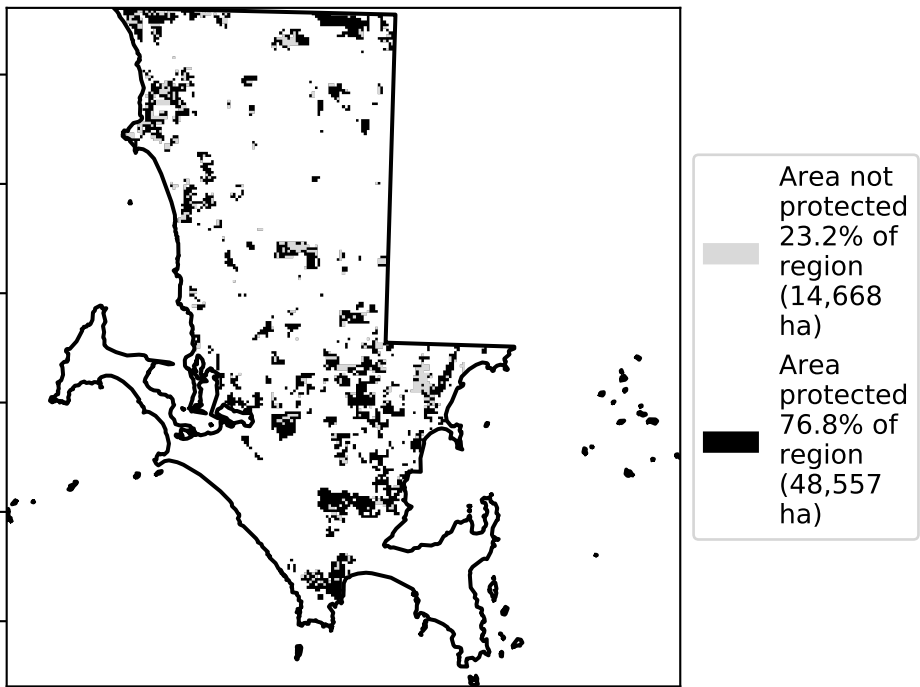 Area not
protected
23.2% of
region
(14,668
ha)
Area
protected
76.8% of
region
(48,557
ha)